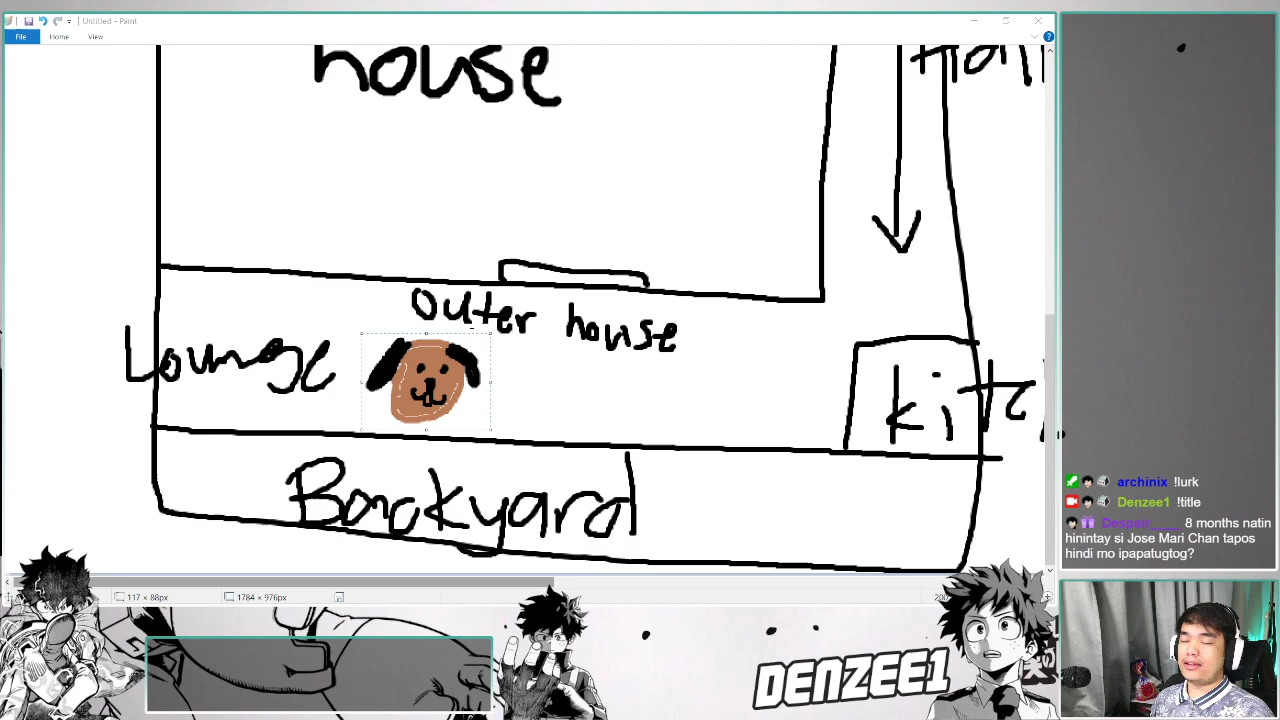 Untitled - Paint
File Home View
house
Outer house
Lounge
Backyard
117 × 88px
1784 × 976px
archinix !lurk
Denzee1 !title
Despair____ 8 months natin
hinintay si Jose Mari Chan tapos
hindi mo ipapatugtog?
DENZEE1